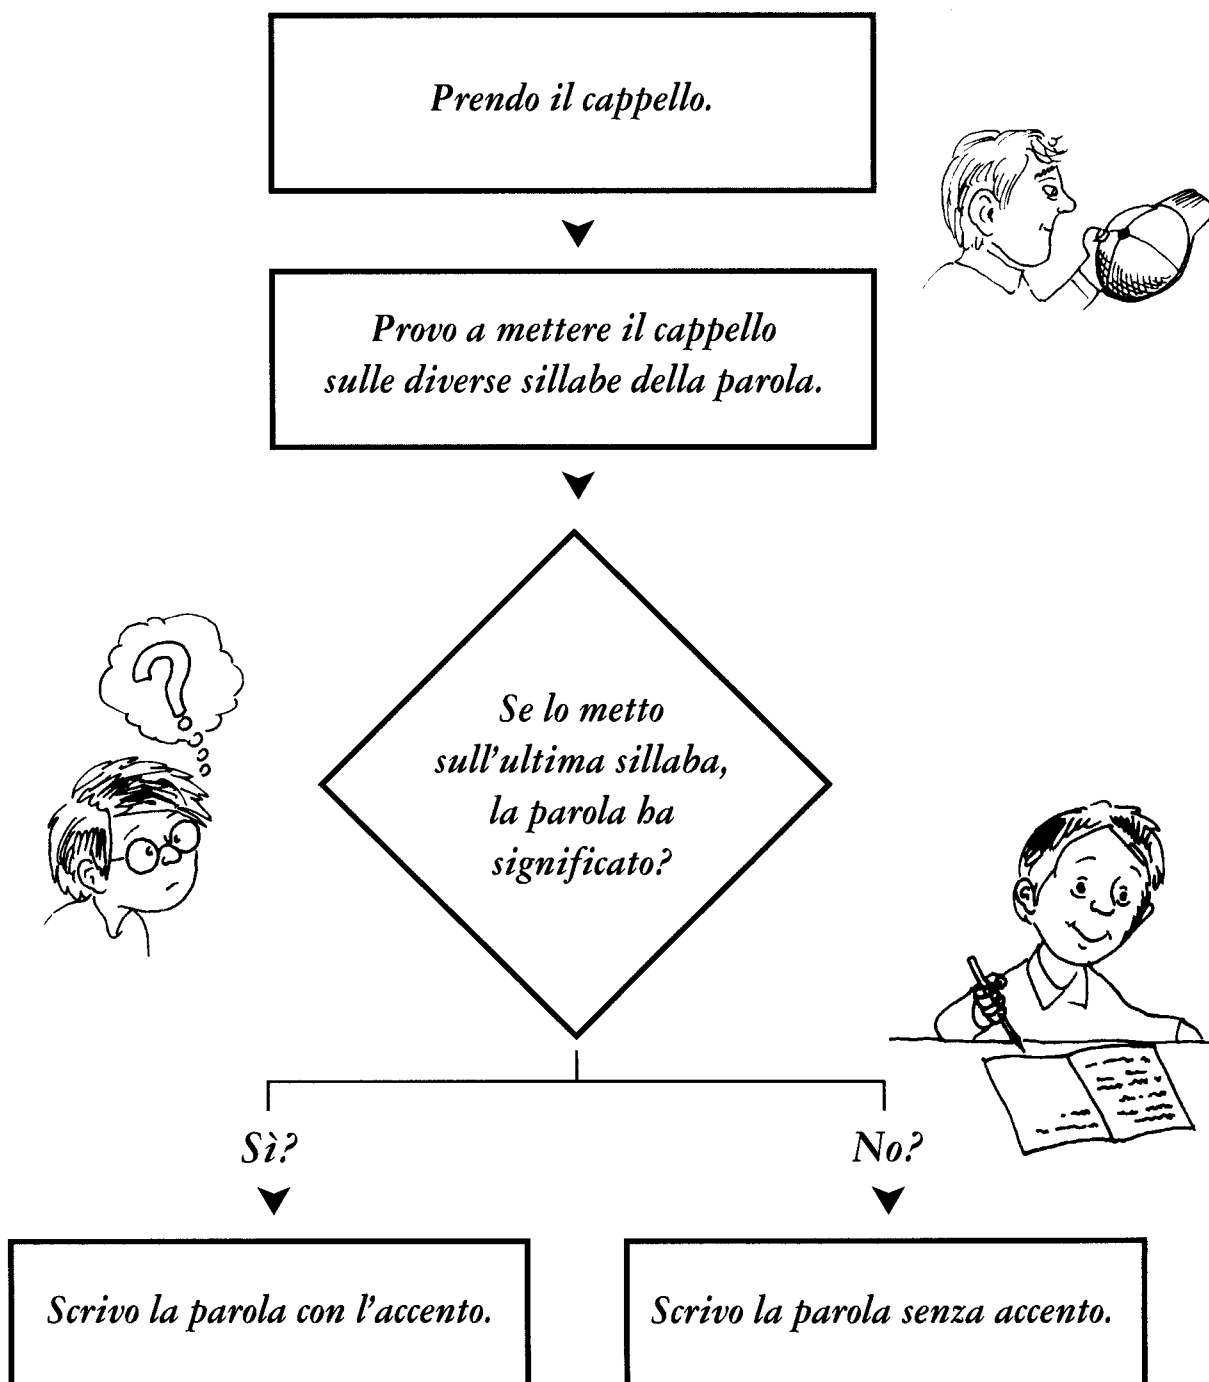 Prendo il cappello.
Provo a mettere il cappello
sulle diverse sillabe della parola.
?
Se lo metto
sull'ultima sillaba,
la parola ha
significato?
Sì?
No?
Scrivo la parola con l'accento.
Scrivo la parola senza accento.